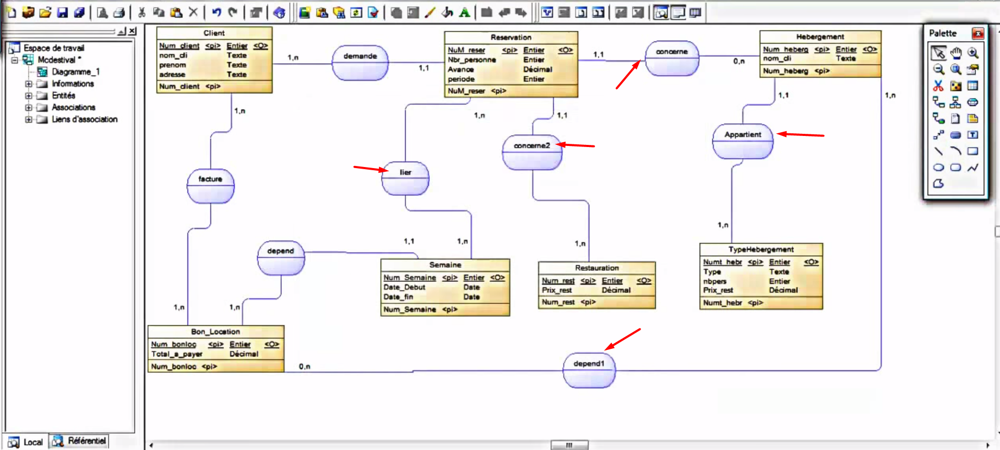 Espace de travail
Mcdestival *
Diagramme_1
Informations
Entités
Associations
Liens d'association
Local
Référentiel
Client
Num_client <pi> Entier <O>
nom_cli Texte
prenom Texte
adresse Texte
Num_client <pi>
1,n
demande
1,1
Reservation
NuM_reser <pi> Entier <O>
Nbr_personne Entier
Avance Décimal
periode Entier
NuM_reser <pi>
1,1
concerne
0,n
Hebergement
Num_heberg <pi> Entier <O>
nom_cli Texte
Num_heberg <pi>
Palette
1,n
1,n
1,1
1,1
1,n
facture
lier
concerne2
Appartient
1,n
depend
1,1
1,n
1,n
1,n
1,n
Semaine
Num_Semaine <pi> Entier <O>
Date_Debut Date
Date_fin Date
Num_Semaine <pi>
Restauration
Num_rest <pi> Entier <O>
Prix_rest Décimal
Num_rest <pi>
TypeHebergement
Numt_hebr <pi> Entier <O>
Type Texte
nbpers Entier
Prix_rest Décimal
Numt_hebr <pi>
Bon_Location
Num_bonloc <pi> Entier <O>
Total_a_payer Décimal
Num_bonloc <pi>
0,n
depend1